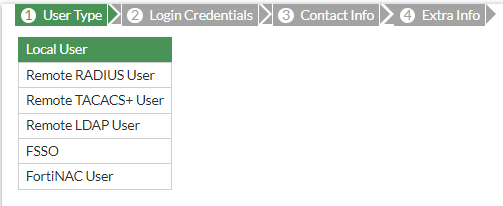 1 User Type 2 Login Credentials 3 Contact Info 4 Extra Info
Local User
Remote RADIUS User
Remote TACACS+ User
Remote LDAP User
FSSO
FortiNAC User